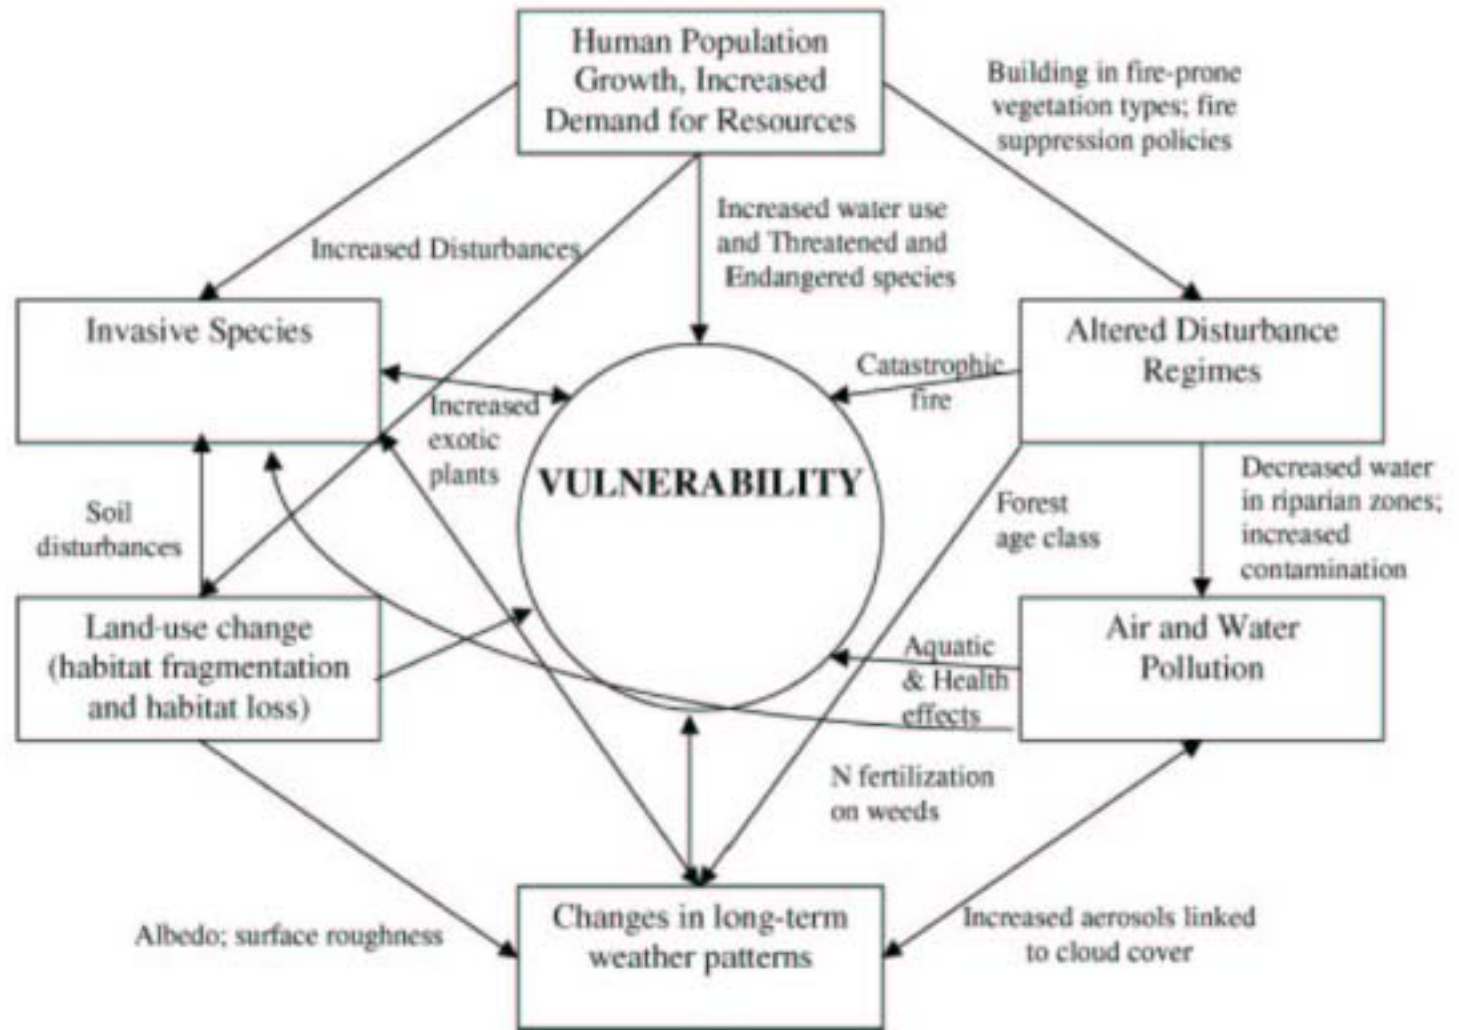 Human Population
Growth, Increased
Demand for Resources
Building in fire-prone
vegetation types; fire
suppression policies
Increased Disturbances
Increased water use
and Threatened and
Endangered species
Invasive Species
Altered Disturbance
Regimes
Catastrophic
fire
Increased
exotic
plants
VULNERABILITY
Soil
disturbances
Forest
age class
Decreased water
in riparian zones;
increased
contamination
Land-use change
(habitat fragmentation
and habitat loss)
Aquatic
& Health
effects
Air and Water
Pollution
N fertilization
on weeds
Albedo; surface roughness
Changes in long-term
weather patterns
Increased aerosols linked
to cloud cover